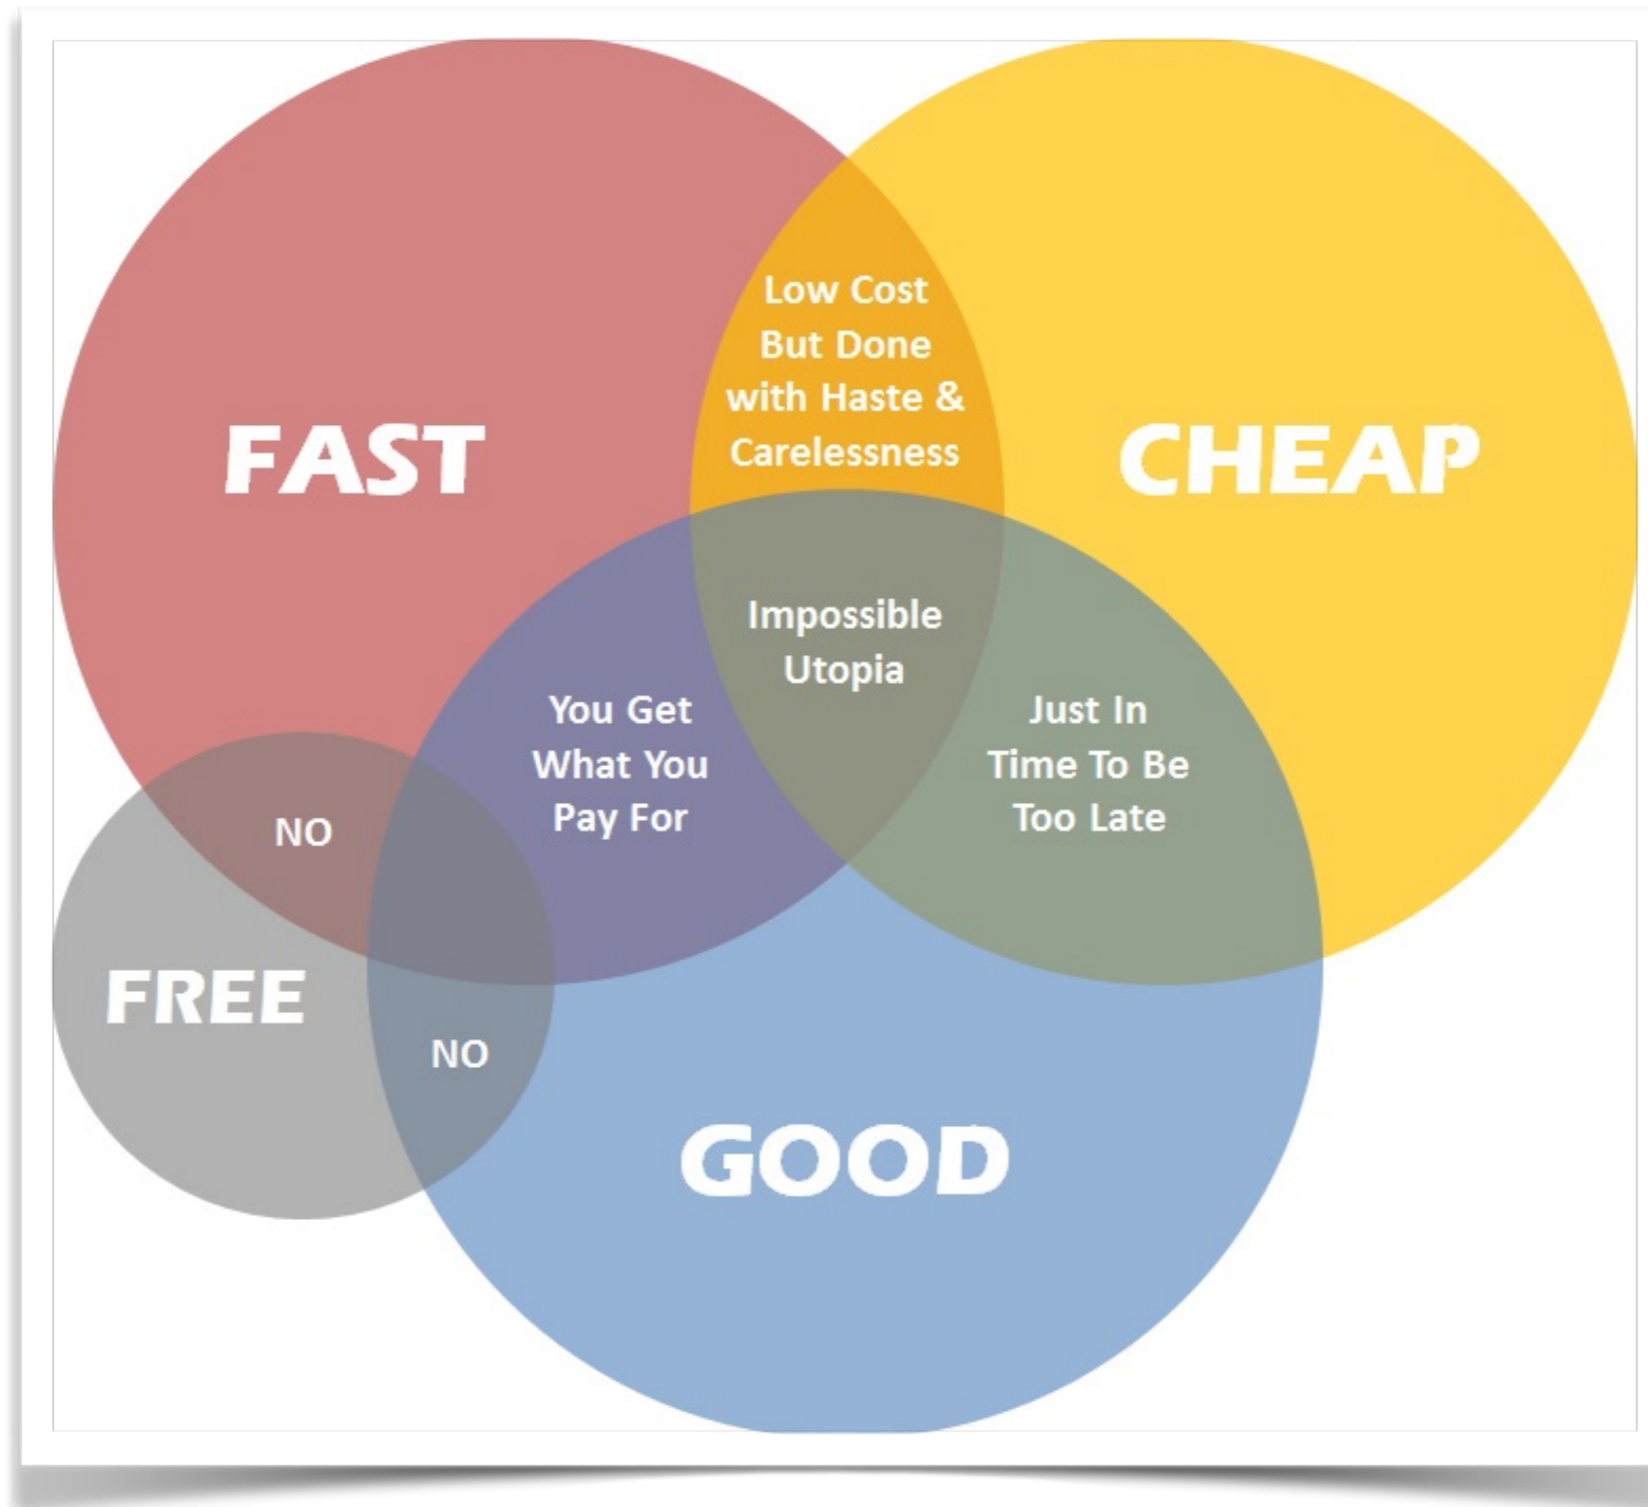 FAST
CHEAP
Low Cost
But Done
with Haste &
Carelessness
Impossible
Utopia
You Get
What You
Pay For
Just In
Time To Be
Too Late
NO
FREE
NO
GOOD